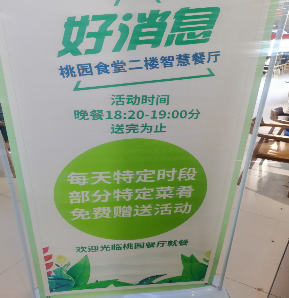 好消息
桃园食堂二楼智慧餐厅
活动时间
晚餐18:20-19:00分
送完为止
每天特定时段
部分特定菜肴
免费赠送活动
欢迎光临桃园餐厅就餐